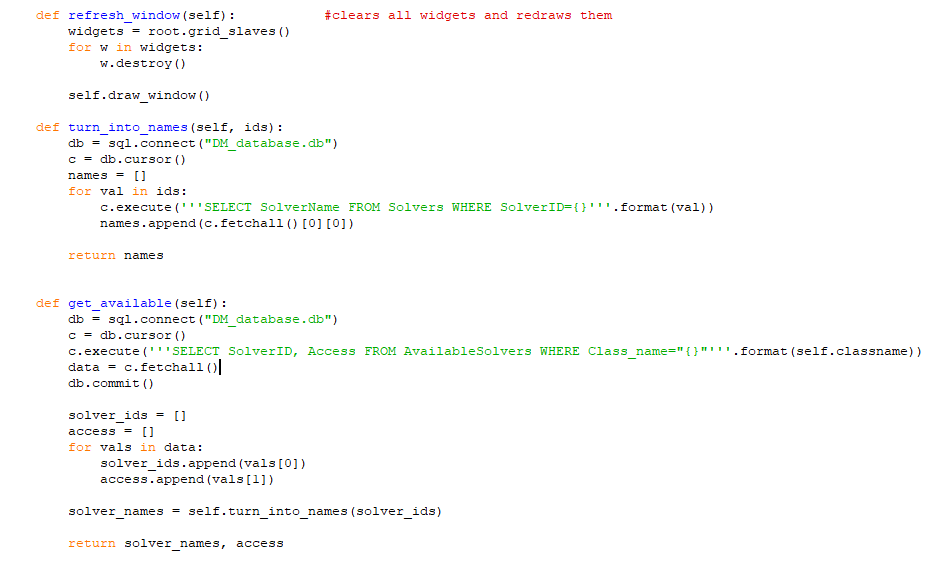 def refresh_window(self):           #clears all widgets and redraws them
    widgets = root.grid_slaves()
    for w in widgets:
        w.destroy()
    self.draw_window()
def turn_into_names(self, ids):
    db = sql.connect("DM_database.db")
    c = db.cursor()
    names = []
    for val in ids:
        c.execute('''SELECT SolverName FROM Solvers WHERE SolverID={}'''.format(val))
        names.append(c.fetchall()[0][0])
    return names
def get_available(self):
    db = sql.connect("DM_database.db")
    c = db.cursor()
    c.execute('''SELECT SolverID, Access FROM AvailableSolvers WHERE Class_name="{}"'''.format(self.classname))
    data = c.fetchall()
    db.commit()
    solver_ids = []
    access = []
    for vals in data:
        solver_ids.append(vals[0])
        access.append(vals[1])
    solver_names = self.turn_into_names(solver_ids)
    return solver_names, access